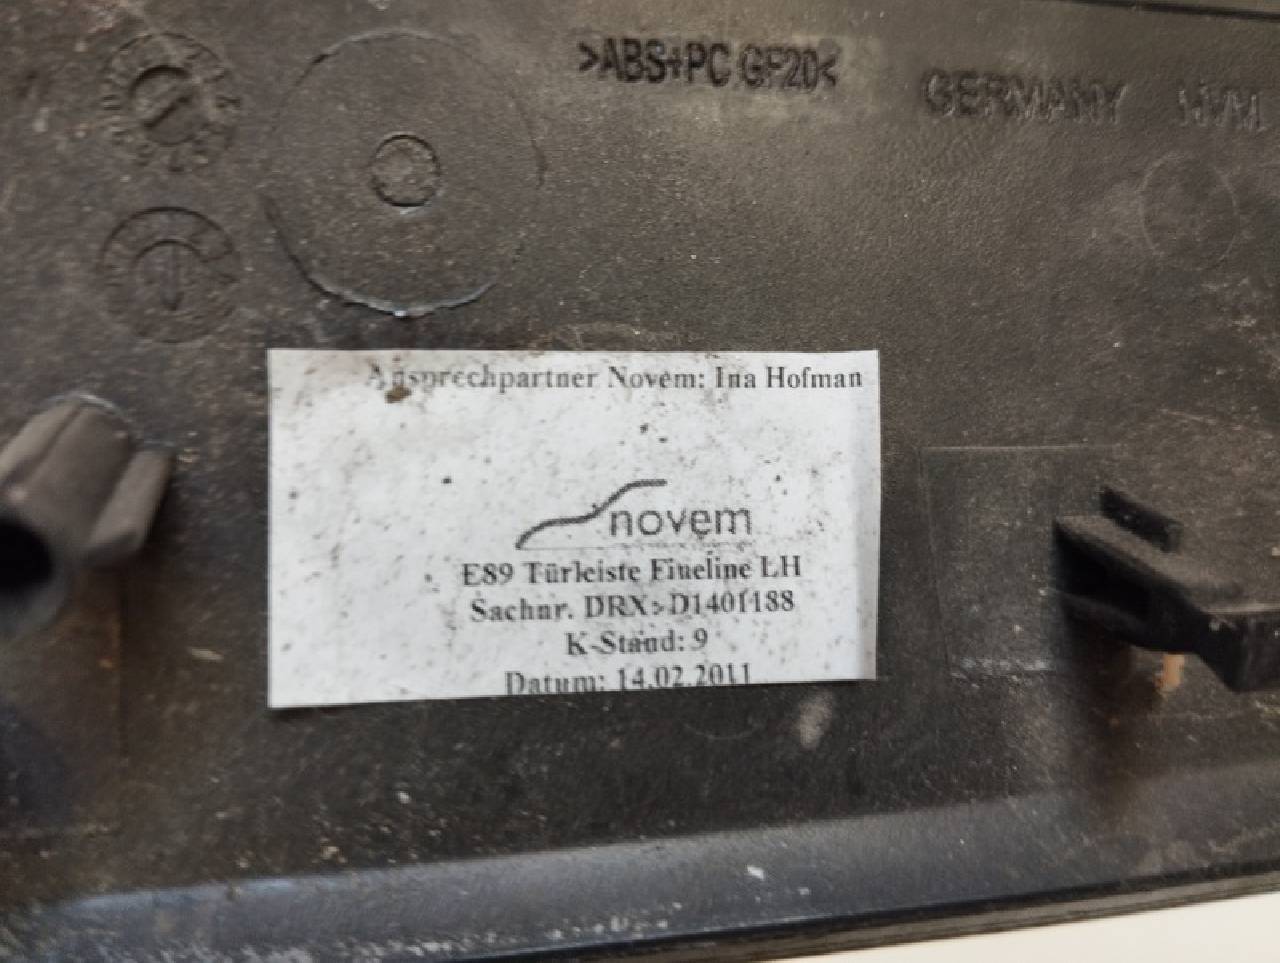 >ABS+PC GF20<
GERMANY
Ansprechpartner Novem: Ina Hofman
novem
E89 Türleiste Fineline LH
Sachnr. DRX>D1401188
K-Stand: 9
Datum: 14.02.2011